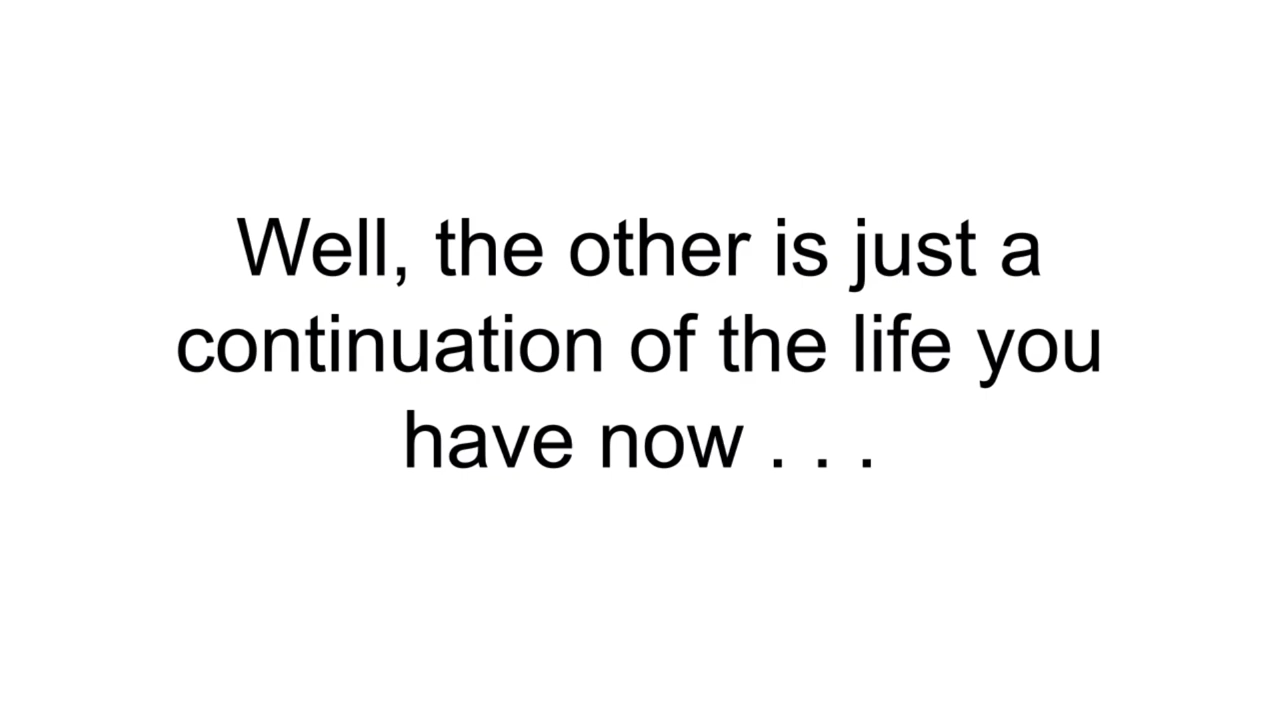 Well, the other is just a
continuation of the life you
have now . . .